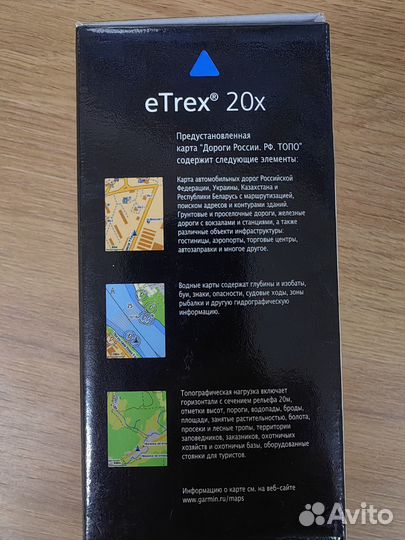 eTrex® 20x
Предустановленная
карта "Дороги России. РФ. ТОПО"
содержит следующие элементы:
Карта автомобильных дорог Российской
Федерации, Украины, Казахстана и
Республики Беларусь с маршрутизацией,
поиском адресов и контурами зданий.
Грунтовые и проселочные дороги, железные
дороги с вокзалами и станциями, а также
различные объекты инфраструктуры:
гостиницы, аэропорты, торговые центры,
автозаправки и многое другое.
Водные карты содержат глубины и изобаты,
буи, знаки, опасности, судовые ходы, зоны
рыбалки и другую гидрографическую
информацию.
Топографическая нагрузка включает
горизонтали с сечением рельефа 20м,
отметки высот, пороги, водопады, броды,
площади, занятые растительностью, болота,
просеки и лесные тропы, территории
заповедников, заказников, охотничьих
хозяйств и охотничьи базы, оборудованные
стоянки для туристов.
Информацию о карте см. на веб-сайте
www.garmin.ru/maps
Avito